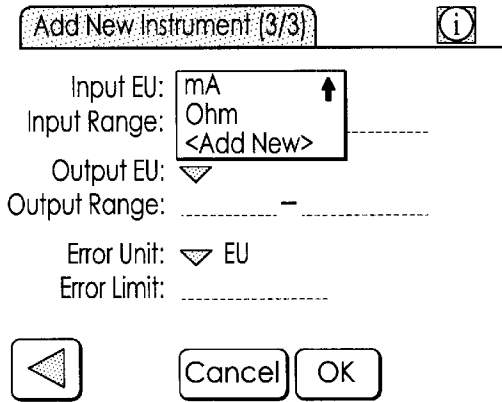 Add New Instrument (3/3) i
Input EU: mA
Input Range: Ohm
<Add New>
Output EU:
Output Range: –
Error Unit: EU
Error Limit:
Cancel OK